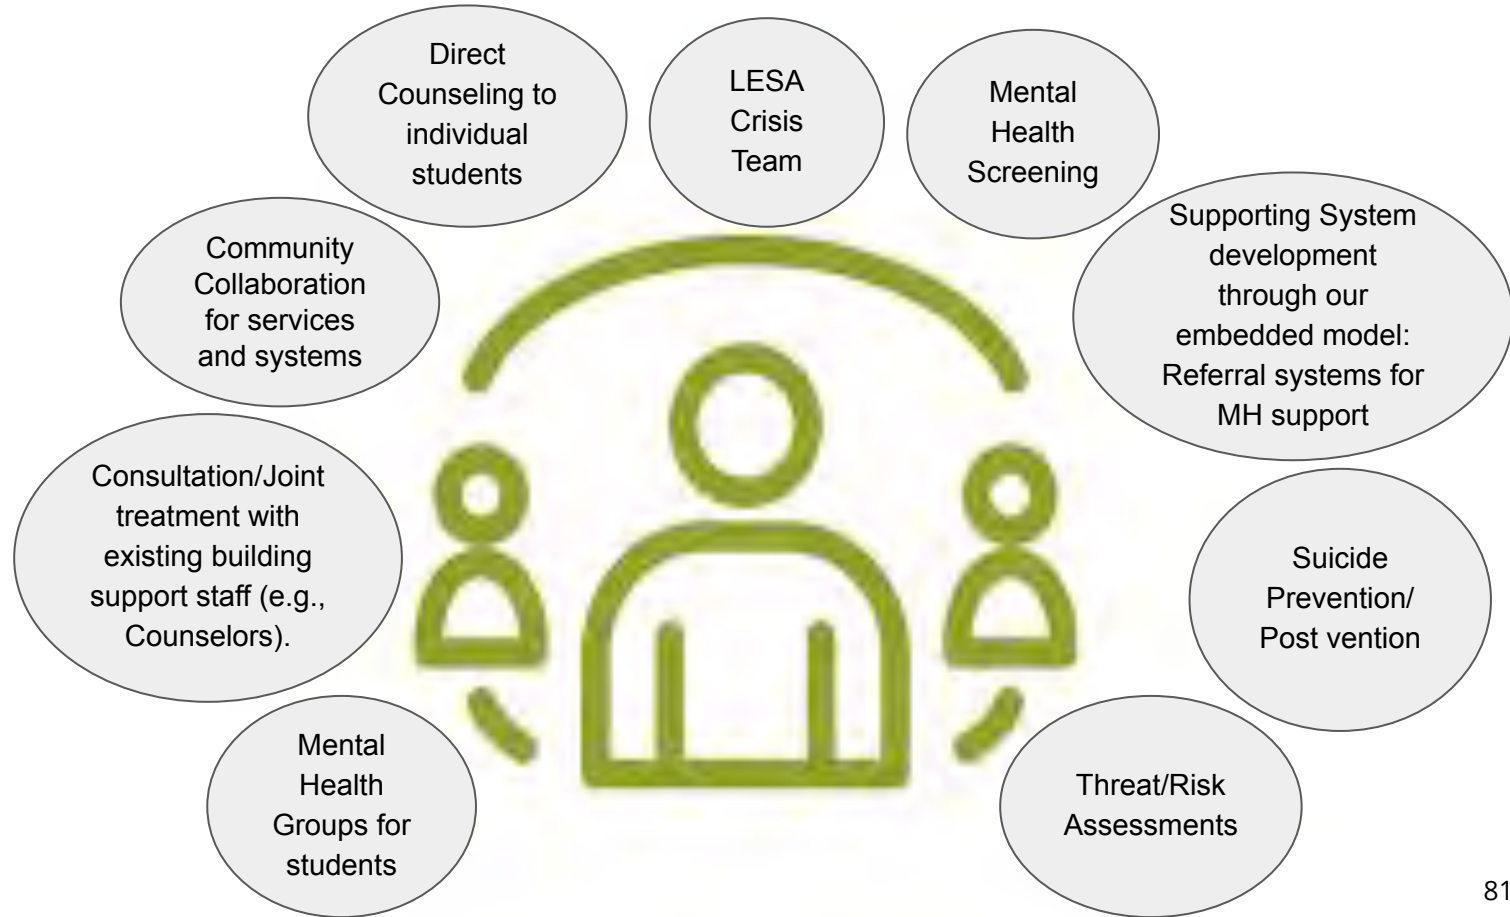 Direct
Counseling to
individual
students
LESA
Crisis
Team
Mental
Health
Screening
Supporting System
development
through our
embedded model:
Referral systems for
MH support
Community
Collaboration
for services
and systems
Consultation/Joint
treatment with
existing building
support staff (e.g.,
Counselors).
Suicide
Prevention/
Post vention
Mental
Health
Groups for
students
Threat/Risk
Assessments
81